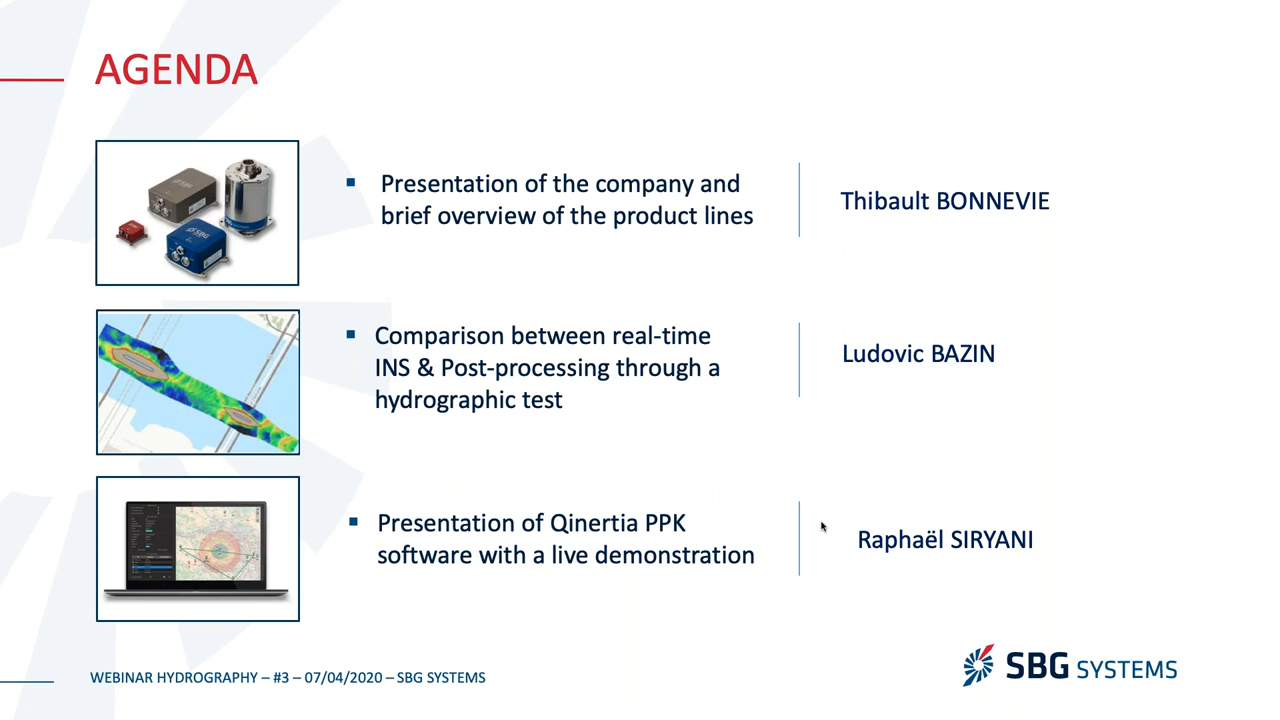 AGENDA
Presentation of the company and
brief overview of the product lines
Thibault BONNEVIE
Comparison between real-time
INS & Post-processing through a
hydrographic test
Ludovic BAZIN
Presentation of Qinertia PPK
software with a live demonstration
Raphaël SIRYANI
WEBINAR HYDROGRAPHY – #3 – 07/04/2020 – SBG SYSTEMS
SBG SYSTEMS